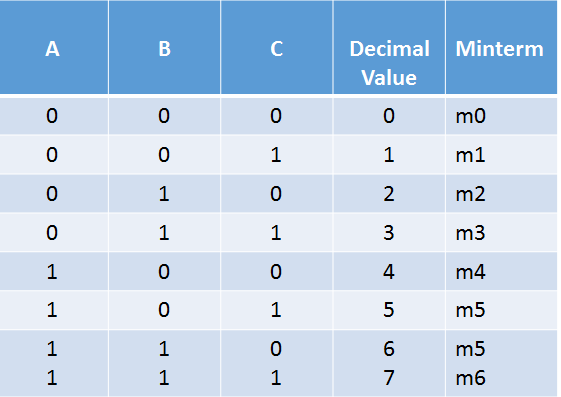 A B C Decimal Value Minterm
0 0 0 0 m0
0 0 1 1 m1
0 1 0 2 m2
0 1 1 3 m3
1 0 0 4 m4
1 0 1 5 m5
1 1 0 6 m5
1 1 1 7 m6